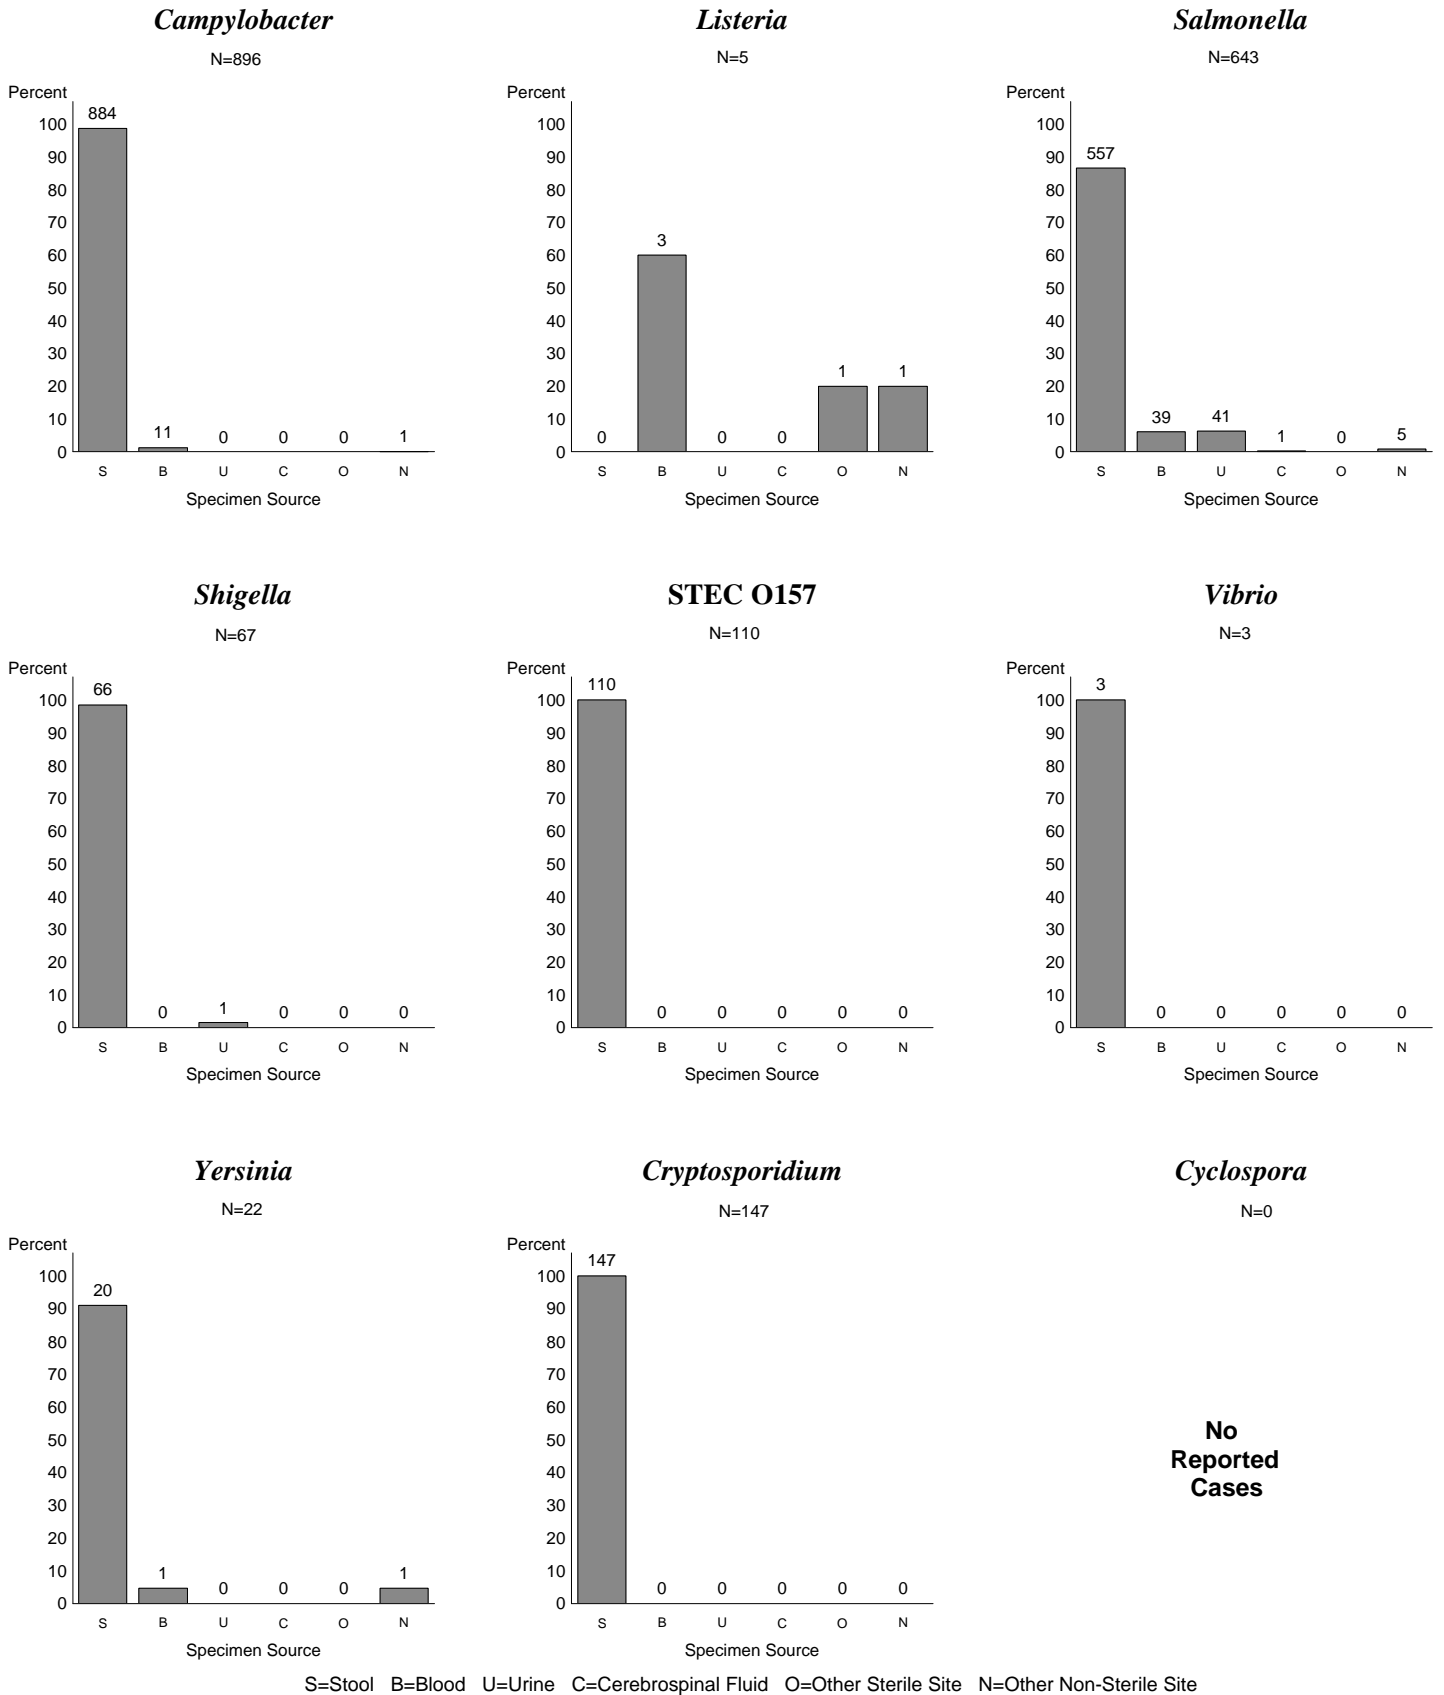 Campylobacter
N=896
Percent
884
100
90
80
70
60
50
40
30
20
10
0
11
0
0
0
1
S B U C O N
Specimen Source
Listeria
N=5
Percent
100
90
80
70
60
50
40
30
20
10
0
0
3
0
0
1
1
S B U C O N
Specimen Source
Salmonella
N=643
Percent
100
90
80
70
60
50
40
30
20
10
0
557
39
41
1
0
5
S B U C O N
Specimen Source
Shigella
N=67
Percent
66
100
90
80
70
60
50
40
30
20
10
0
0
1
0
0
0
S B U C O N
Specimen Source
STEC O157
N=110
Percent
110
100
90
80
70
60
50
40
30
20
10
0
0
0
0
0
0
S B U C O N
Specimen Source
Vibrio
N=3
Percent
3
100
90
80
70
60
50
40
30
20
10
0
0
0
0
0
0
S B U C O N
Specimen Source
Yersinia
N=22
Percent
100
20
90
80
70
60
50
40
30
20
10
0
1
0
0
0
1
S B U C O N
Specimen Source
Cryptosporidium
N=147
Percent
147
100
90
80
70
60
50
40
30
20
10
0
0
0
0
0
0
S B U C O N
Specimen Source
Cyclospora
N=0
No
Reported
Cases
S=Stool B=Blood U=Urine C=Cerebrospinal Fluid O=Other Sterile Site N=Other Non-Sterile Site